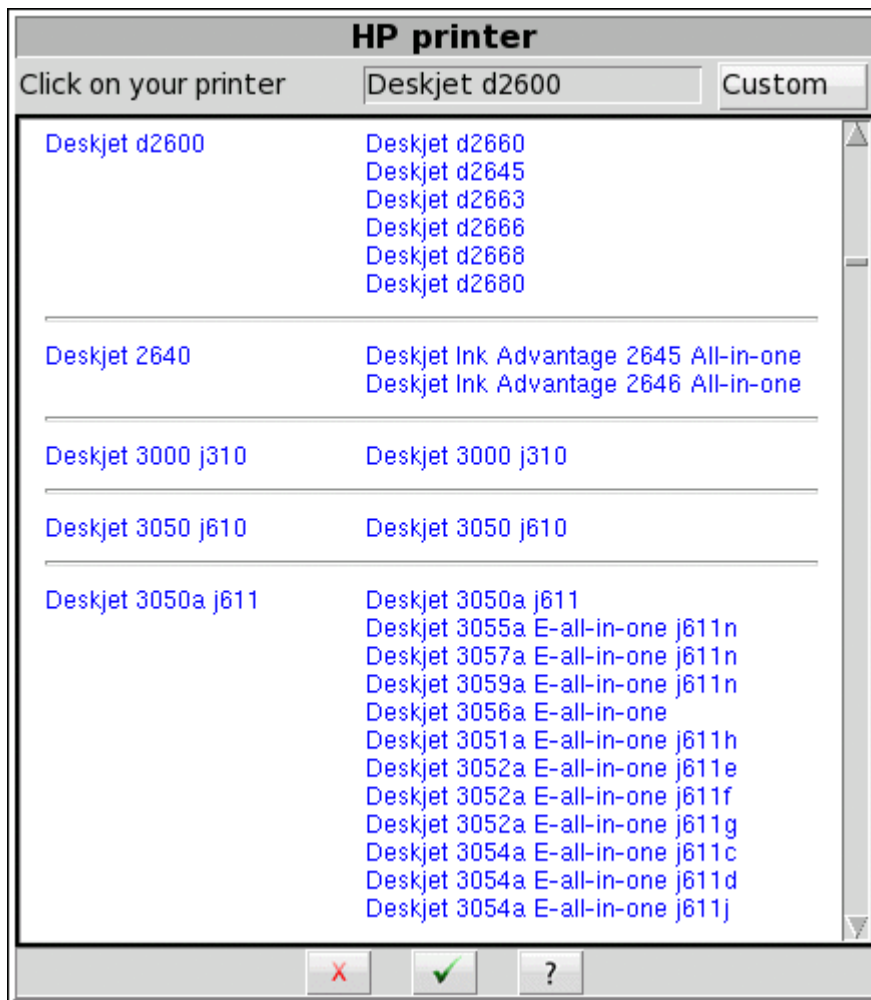 HP printer
Click on your printer Deskjet d2600 Custom
Deskjet d2600 Deskjet d2660
Deskjet d2645
Deskjet d2663
Deskjet d2666
Deskjet d2668
Deskjet d2680
Deskjet 2640 Deskjet Ink Advantage 2645 All-in-one
Deskjet Ink Advantage 2646 All-in-one
Deskjet 3000 j310 Deskjet 3000 j310
Deskjet 3050 j610 Deskjet 3050 j610
Deskjet 3050a j611 Deskjet 3050a j611
Deskjet 3055a E-all-in-one j611n
Deskjet 3057a E-all-in-one j611n
Deskjet 3059a E-all-in-one j611n
Deskjet 3056a E-all-in-one
Deskjet 3051a E-all-in-one j611h
Deskjet 3052a E-all-in-one j611e
Deskjet 3052a E-all-in-one j611f
Deskjet 3052a E-all-in-one j611g
Deskjet 3054a E-all-in-one j611c
Deskjet 3054a E-all-in-one j611d
Deskjet 3054a E-all-in-one j611j
X ✓ ?